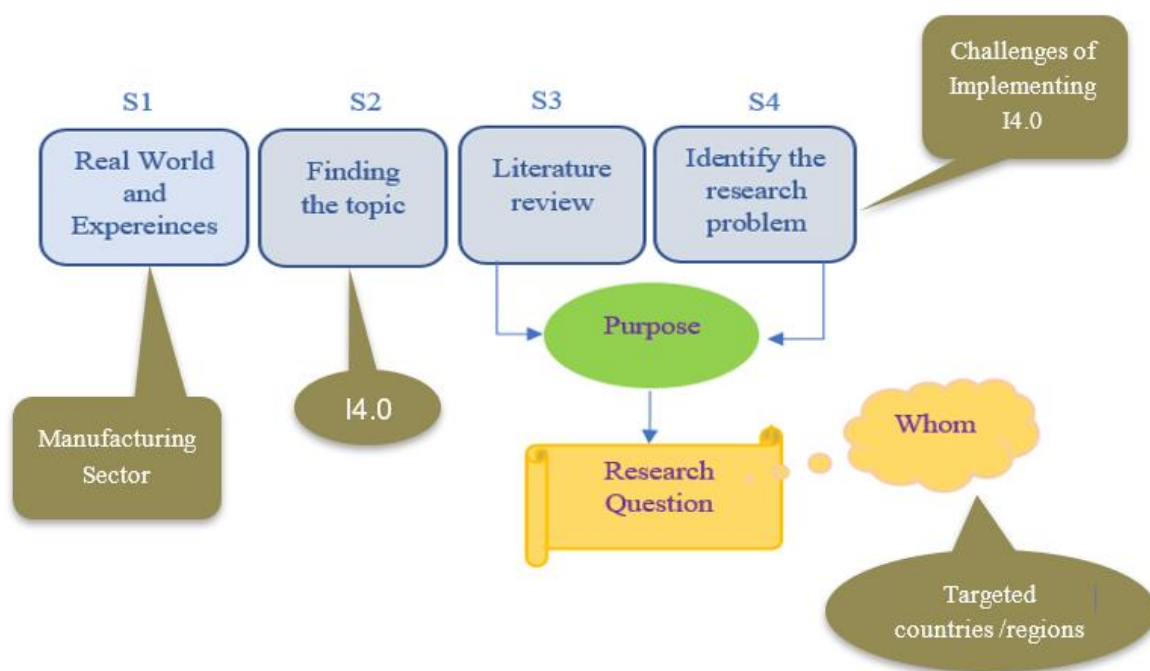 Challenges of
Implementing
I4.0
S1
S2
S3
S4
Real World
and
Expereinces
Finding
the topic
Literature
review
Identify the
research
problem
Purpose
I4.0
Whom
Manufacturing
Sector
Research
Question
Targeted
countries /regions